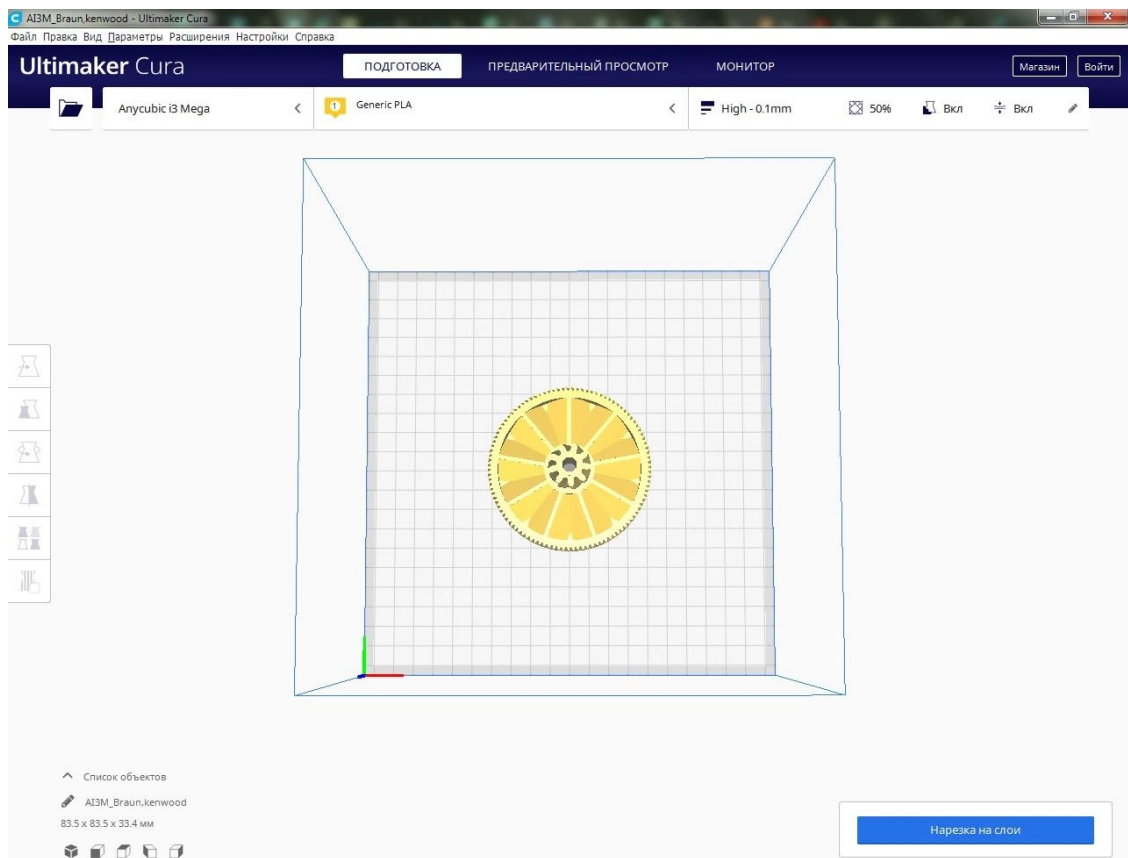 AI3M_Braun,kenwood - Ultimaker Cura
Файл Правка Вид Параметры Расширения Настройки Справка
Ultimaker Cura
ПОДГОТОВКА
ПРЕДВАРИТЕЛЬНЫЙ ПРОСМОТР
МОНИТОР
Магазин
Войти
Anycubic i3 Mega
1
Generic PLA
High - 0.1mm
50%
Вкл
Вкл
Список объектов
AI3M_Braun,kenwood
83.5 x 83.5 x 33.4 мм
Нарезка на слои